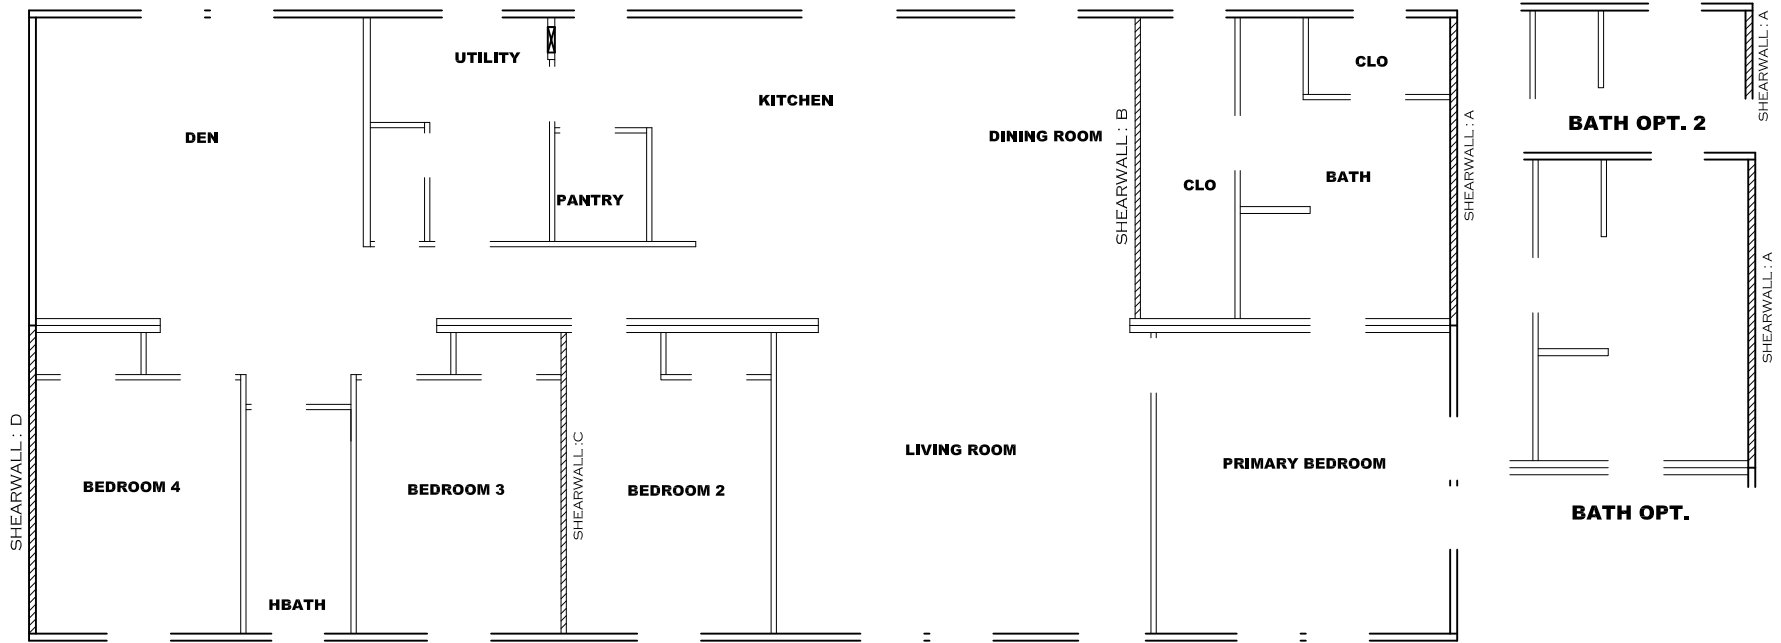 UTILITY
CLO
SHEARWALL : A
KITCHEN
DEN
DINING ROOM
SHEARWALL : B
SHEARWALL : A
BATH OPT. 2
CLO
BATH
PANTRY
SHEARWALL : A
SHEARWALL : D
BEDROOM 4
BEDROOM 3
SHEARWALL :C
BEDROOM 2
LIVING ROOM
PRIMARY BEDROOM
BATH OPT.
HBATH